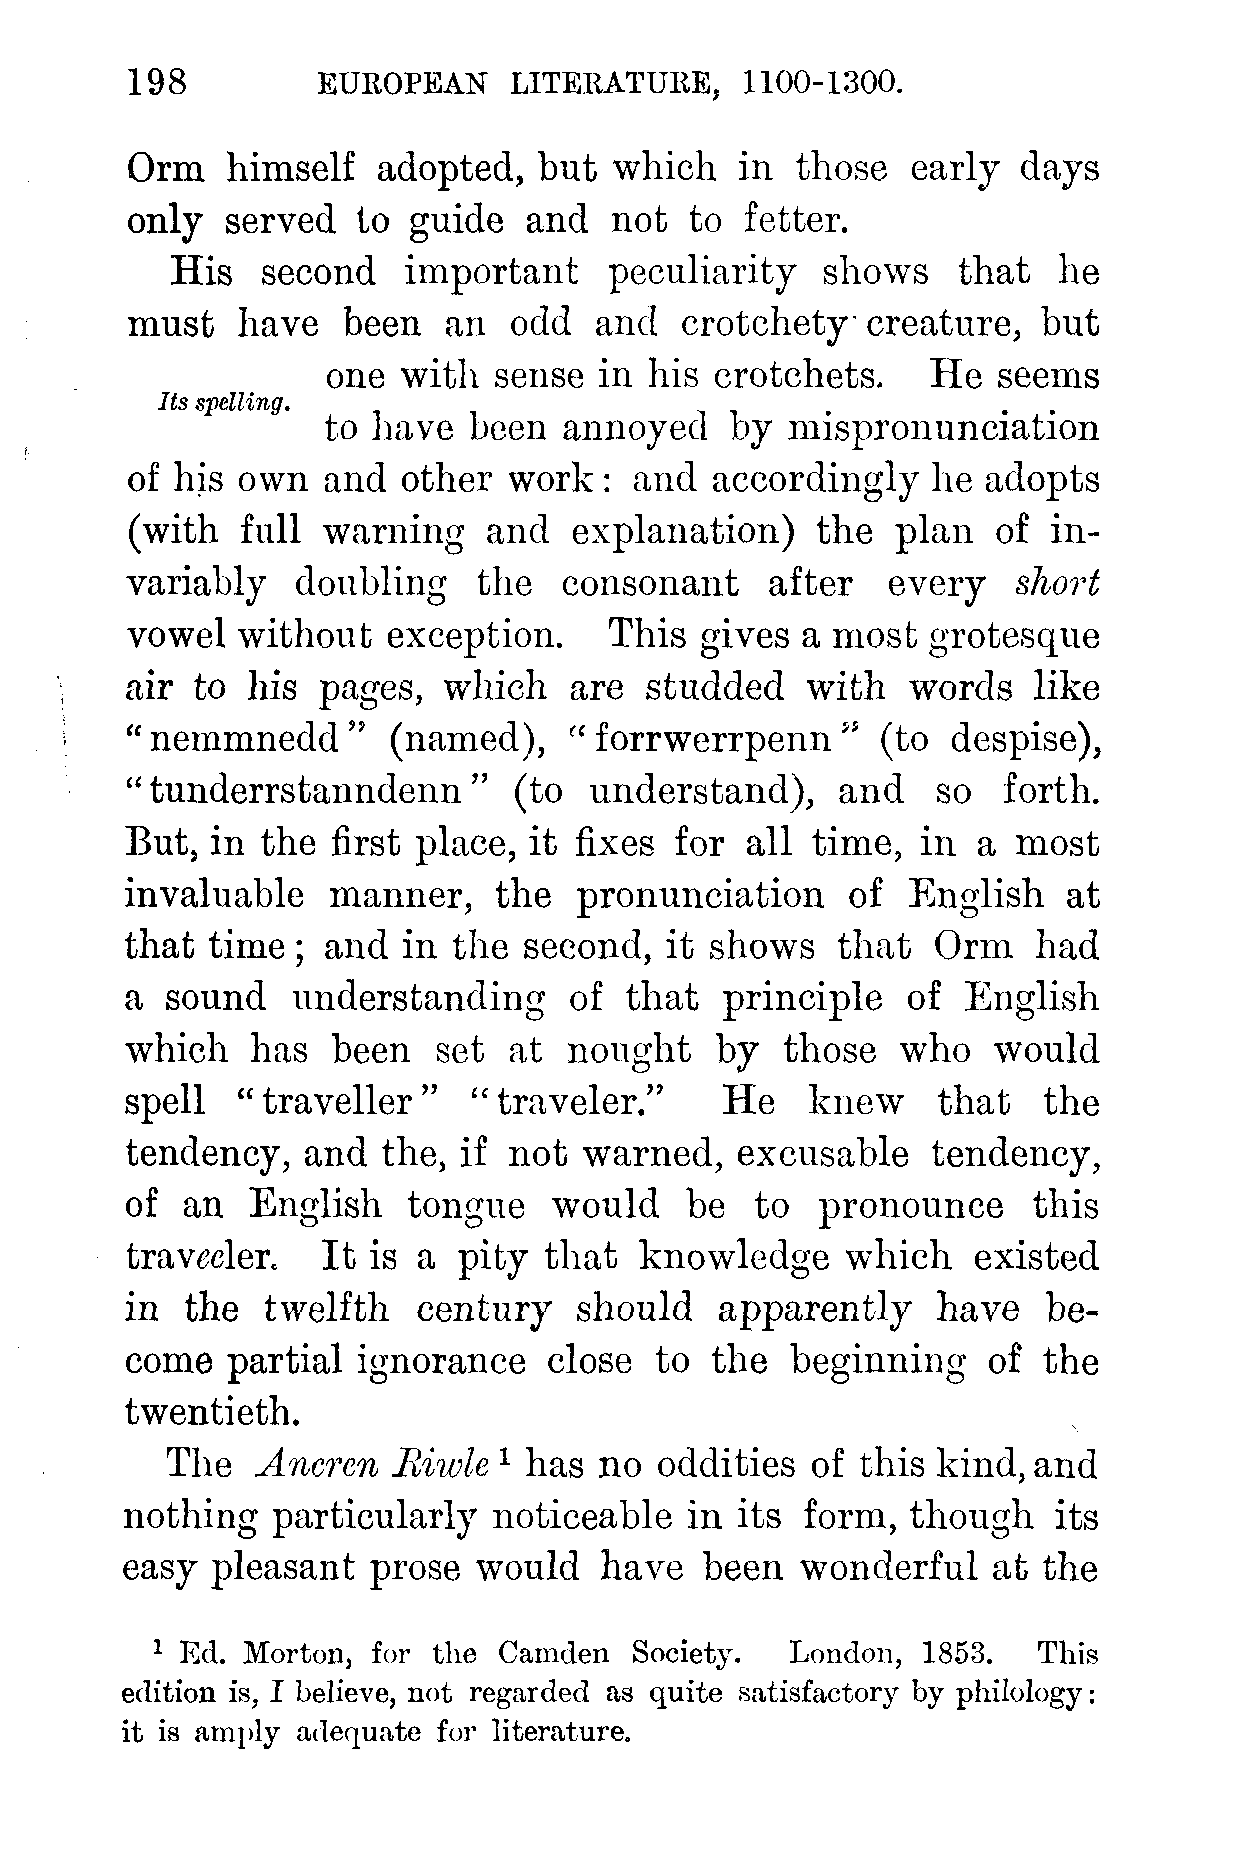 198 EUROPEAN LITERATURE, 1100-1300.
Orm himself adopted, but which in those early days
only served to guide and not to fetter.
His second important peculiarity shows that he
must have been an odd and crotchety creature, but
one with sense in his crotchets. He seems
Its spelling.
to have been annoyed by mispronunciation
of his own and other work: and accordingly he adopts
(with full warning and explanation) the plan of in-
variably doubling the consonant after every short
vowel without exception. This gives a most grotesque
air to his pages, which are studded with words like
“nemmnedd” (named), “forrwerrpenn” (to despise),
“tunderrstanndenn” (to understand), and so forth.
But, in the first place, it fixes for all time, in a most
invaluable manner, the pronunciation of English at
that time; and in the second, it shows that Orm had
a sound understanding of that principle of English
which has been set at nought by those who would
spell “traveller” “traveler.” He knew that the
tendency, and the, if not warned, excusable tendency,
of an English tongue would be to pronounce this
traveeler. It is a pity that knowledge which existed
in the twelfth century should apparently have be-
come partial ignorance close to the beginning of the
twentieth.
The Ancren Riwle ¹ has no oddities of this kind, and
nothing particularly noticeable in its form, though its
easy pleasant prose would have been wonderful at the
¹ Ed. Morton, for the Camden Society. London, 1853. This
edition is, I believe, not regarded as quite satisfactory by philology:
it is amply adequate for literature.